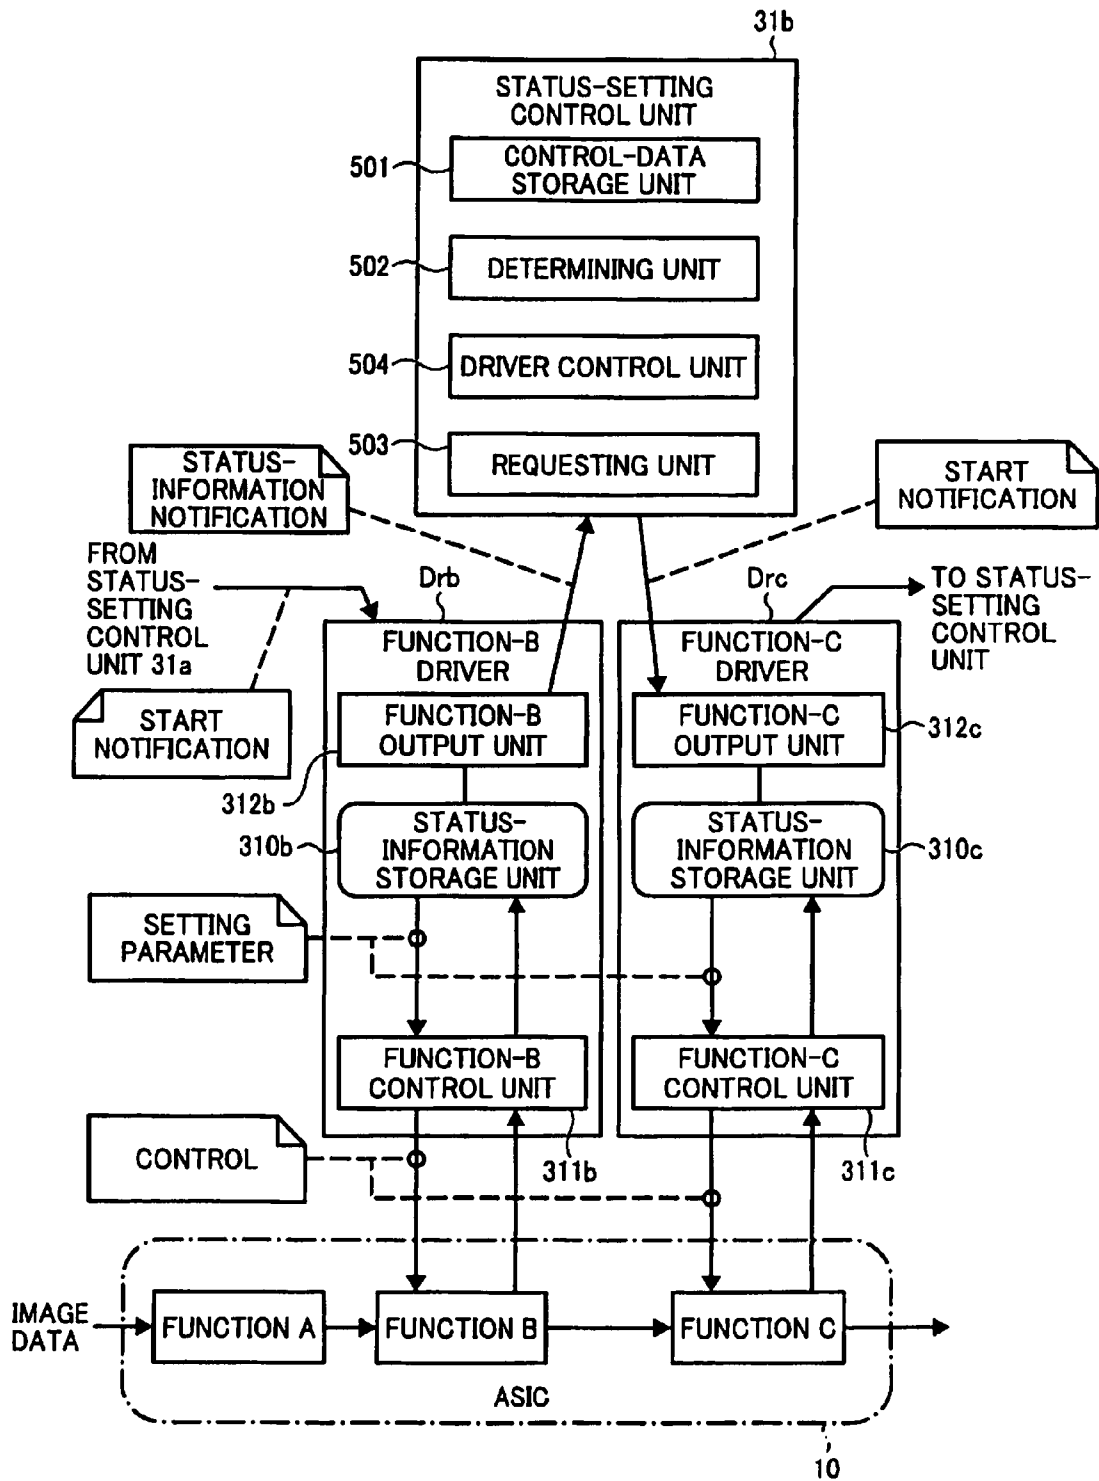 31b
STATUS-SETTING
CONTROL UNIT
501
CONTROL-DATA
STORAGE UNIT
502
DETERMINING UNIT
504
DRIVER CONTROL UNIT
503
REQUESTING UNIT
STATUS-
INFORMATION
NOTIFICATION
START
NOTIFICATION
FROM
STATUS-
SETTING
CONTROL
UNIT 31a
Drb
Drc
TO STATUS-
SETTING
CONTROL
UNIT
START
NOTIFICATION
FUNCTION-B
DRIVER
FUNCTION-B
OUTPUT UNIT
312b
310b
STATUS-
INFORMATION
STORAGE UNIT
FUNCTION-C
DRIVER
FUNCTION-C
OUTPUT UNIT
312c
STATUS-
INFORMATION
STORAGE UNIT
310c
SETTING
PARAMETER
FUNCTION-B
CONTROL UNIT
311b
FUNCTION-C
CONTROL UNIT
311c
CONTROL
IMAGE
DATA
FUNCTION A
FUNCTION B
FUNCTION C
ASIC
10